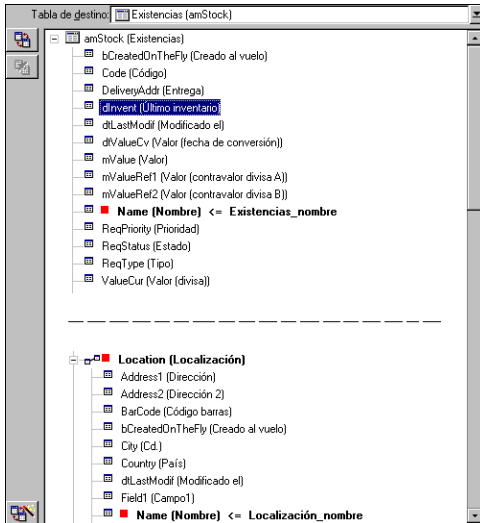 Tabla de destino: Existencias (amStock)
amStock (Existencias)
bCreatedOnTheFly (Creado al vuelo)
Code (Código)
DeliveryAddr (Entrega)
dInvent (Último inventario)
dtLastModif (Modificado el)
dtValueCv (Valor (fecha de conversión))
mValue (Valor)
mValueRef1 (Valor (contravalor divisa A))
mValueRef2 (Valor (contravalor divisa B))
Name (Nombre) <= Existencias_nombre
ReqPriority (Prioridad)
ReqStatus (Estado)
ReqType (Tipo)
ValueCur (Valor (divisa))
Location (Localización)
Address1 (Dirección)
Address2 (Dirección 2)
BarCode (Código barras)
bCreatedOnTheFly (Creado al vuelo)
City (Cd.)
Country (País)
dtLastModif (Modificado el)
Field1 (Campo1)
Name (Nombre) <= Localización_nombre